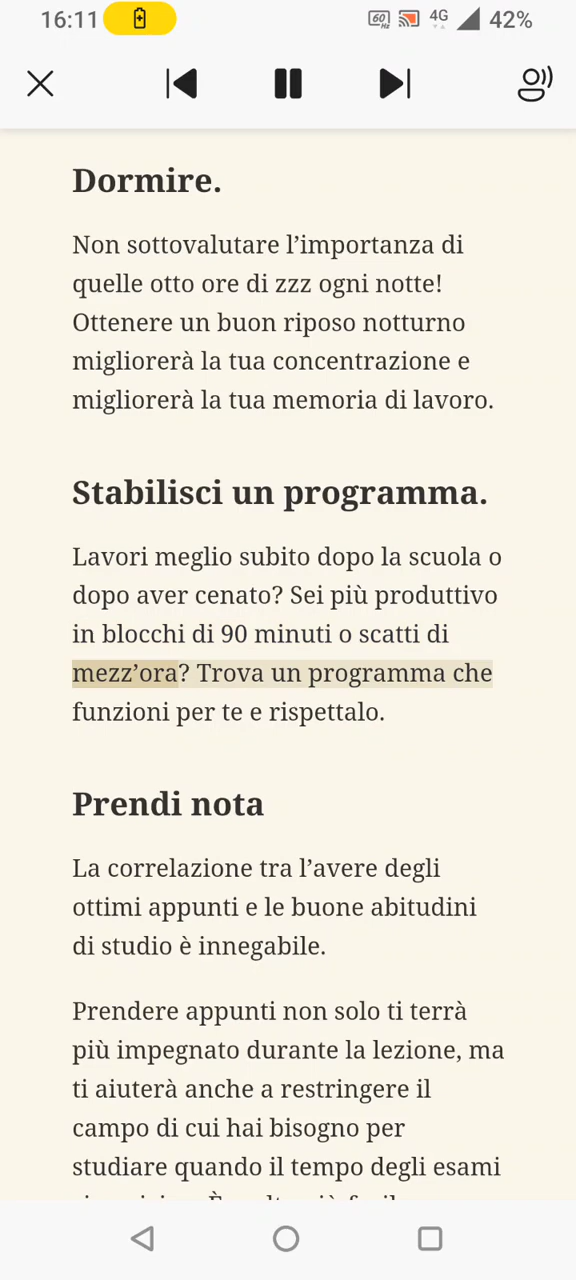 16:11
60 Hz
4G
42%
Dormire.
Non sottovalutare l’importanza di
quelle otto ore di zzz ogni notte!
Ottenere un buon riposo notturno
migliorerà la tua concentrazione e
migliorerà la tua memoria di lavoro.
Stabilisci un programma.
Lavori meglio subito dopo la scuola o
dopo aver cenato? Sei più produttivo
in blocchi di 90 minuti o scatti di
mezz’ora? Trova un programma che
funzioni per te e rispettalo.
Prendi nota
La correlazione tra l’avere degli
ottimi appunti e le buone abitudini
di studio è innegabile.
Prendere appunti non solo ti terrà
più impegnato durante la lezione, ma
ti aiuterà anche a restringere il
campo di cui hai bisogno per
studiare quando il tempo degli esami